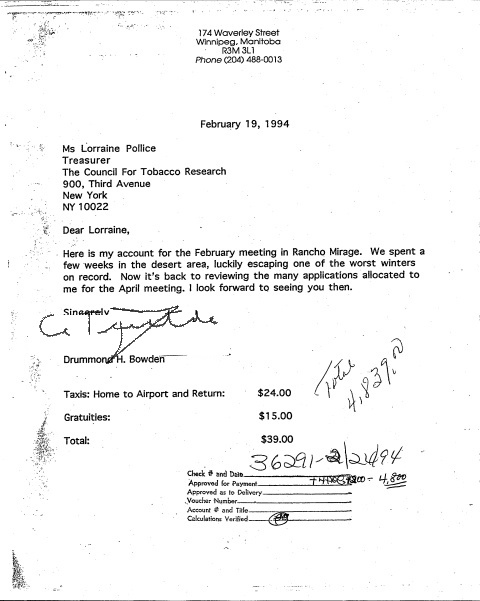 174 Waverley Street
Winnipeg, Manitoba
R3M 3L1
Phone (204) 488-0013
February 19, 1994
Ms Lorraine Pollice
Treasurer
The Council For Tobacco Research
900, Third Avenue
New York
NY 10022
Dear Lorraine,
Here is my account for the February meeting in Rancho Mirage. We spent a
few weeks in the desert area, luckily escaping one of the worst winters
on record. Now it's back to reviewing the many applications allocated to
me for the April meeting. I look forward to seeing you then.
Sincerely
Drummond H. Bowden
Total
4,839.00
Taxis: Home to Airport and Return: $24.00
Gratuities: $15.00
Total: $39.00
36291-2/21/94
Check # and Date
Approved for Payment 4,800
Approved as to Delivery
Voucher Number
Account # and Title
Calculations Verified